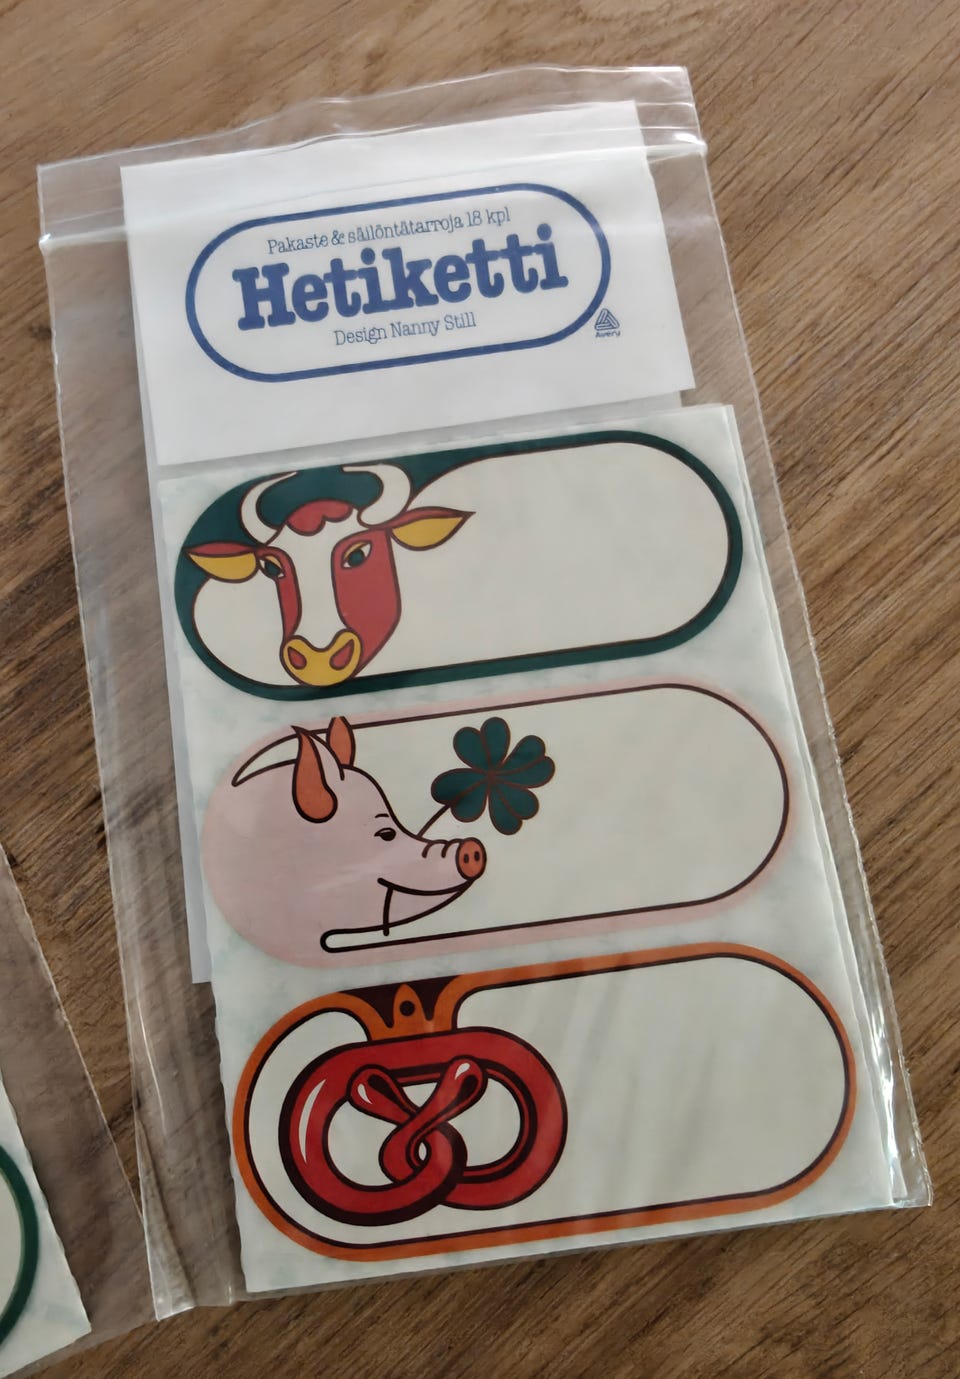 Pakaste & säilöntätarroja 18 kpl
Hetiketti
Design Nanny Still
Avery